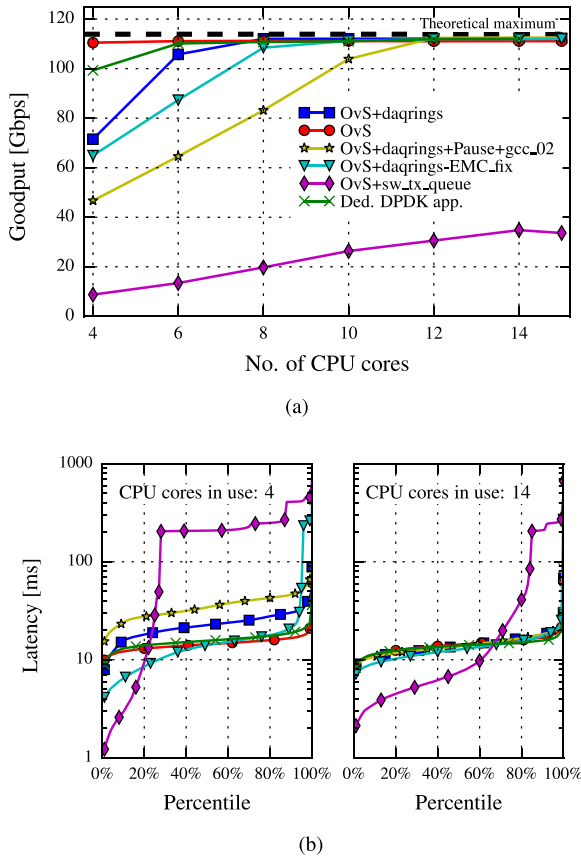 Theoretical maximum
120
100
80
60
40
20
0
Goodput [Gbps]
OvS+daqrings
OvS
OvS+daqrings+Pause+gcc_02
OvS+daqrings-EMC_fix
OvS+sw_tx_queue
Ded. DPDK app.
4 6 8 10 12 14
No. of CPU cores
(a)
1000
100
10
1
Latency [ms]
CPU cores in use: 4
CPU cores in use: 14
0% 20% 40% 60% 80% 100%
0% 20% 40% 60% 80% 100%
Percentile
Percentile
(b)